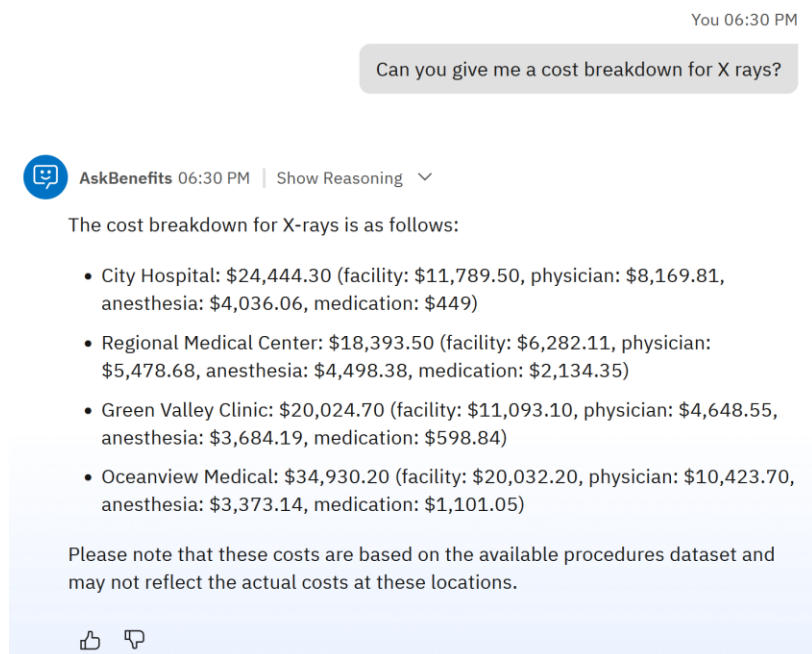 You 06:30 PM
Can you give me a cost breakdown for X rays?
AskBenefits 06:30 PM Show Reasoning
The cost breakdown for X-rays is as follows:
• City Hospital: $24,444.30 (facility: $11,789.50, physician: $8,169.81,
anesthesia: $4,036.06, medication: $449)
• Regional Medical Center: $18,393.50 (facility: $6,282.11, physician:
$5,478.68, anesthesia: $4,498.38, medication: $2,134.35)
• Green Valley Clinic: $20,024.70 (facility: $11,093.10, physician: $4,648.55,
anesthesia: $3,684.19, medication: $598.84)
• Oceanview Medical: $34,930.20 (facility: $20,032.20, physician: $10,423.70,
anesthesia: $3,373.14, medication: $1,101.05)
Please note that these costs are based on the available procedures dataset and
may not reflect the actual costs at these locations.